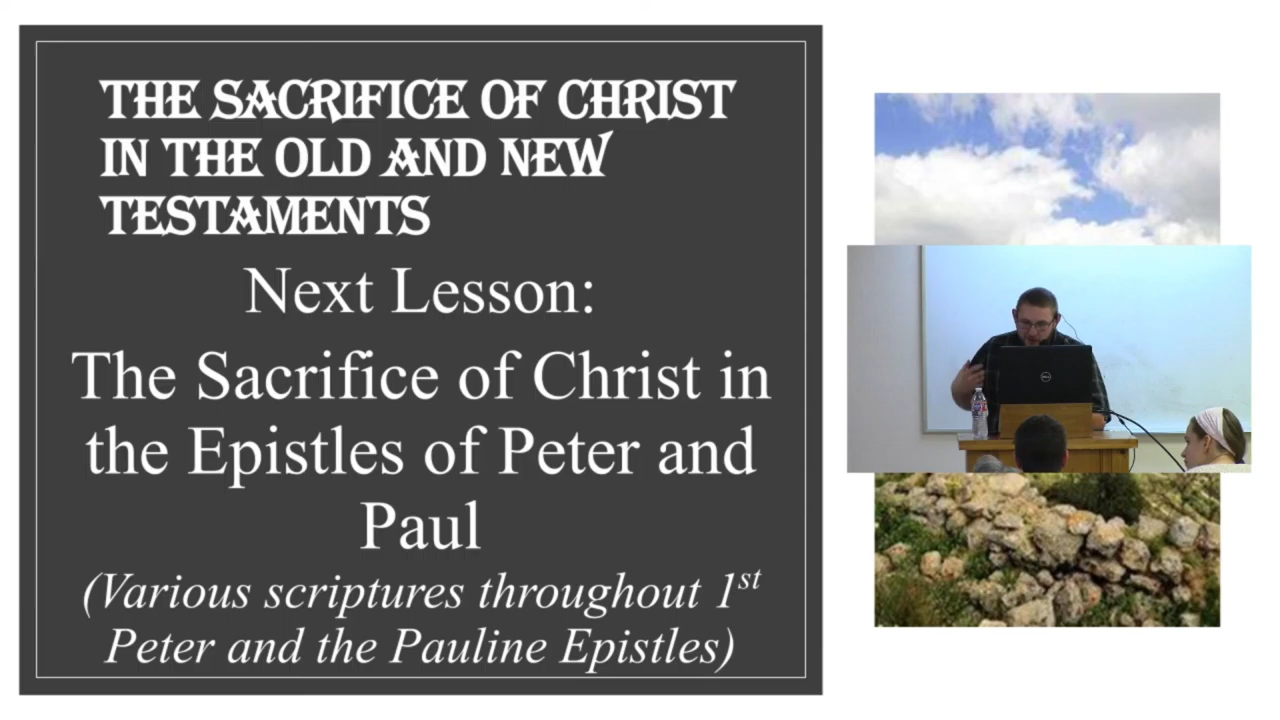 THE SACRIFICE OF CHRIST
IN THE OLD AND NEW
TESTAMENTS
Next Lesson:
The Sacrifice of Christ in
the Epistles of Peter and
Paul
(Various scriptures throughout 1st
Peter and the Pauline Epistles)
DELL